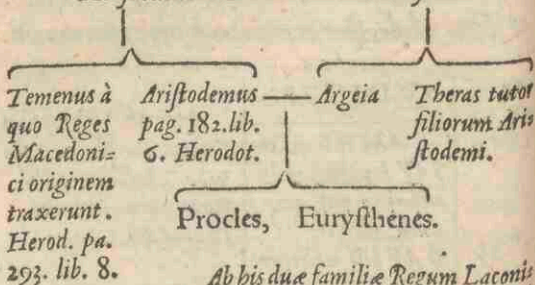 Temenus à
quo Reges
Macedoni=
ci originem
traxerunt.
Herod. pa.
293. lib. 8.
Aristodemus
pag. 182. lib.
6. Herodot.
Argeia
Theras tutor
filiorum Ari=
stodemi.
Procles, Eurysthenes.
Ab his duæ familiæ Regum Laconi=